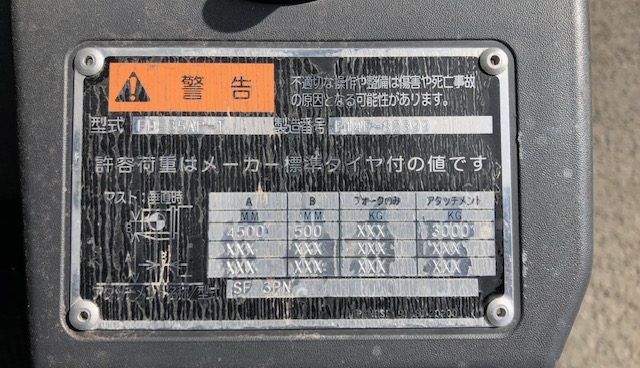 警告
不適切な操作や整備は傷害や死亡事故
の原因となる可能性があります。
型式 製造番号
許容荷重はメーカー標準タイヤ付の値です
マスト:垂直時
A B フォークのみ アタッチメント
MM MM KG KG
4500 500 XXX 3000
XXX XXX XXX XXX
XXX XXX XXX XXX
SF 3PN